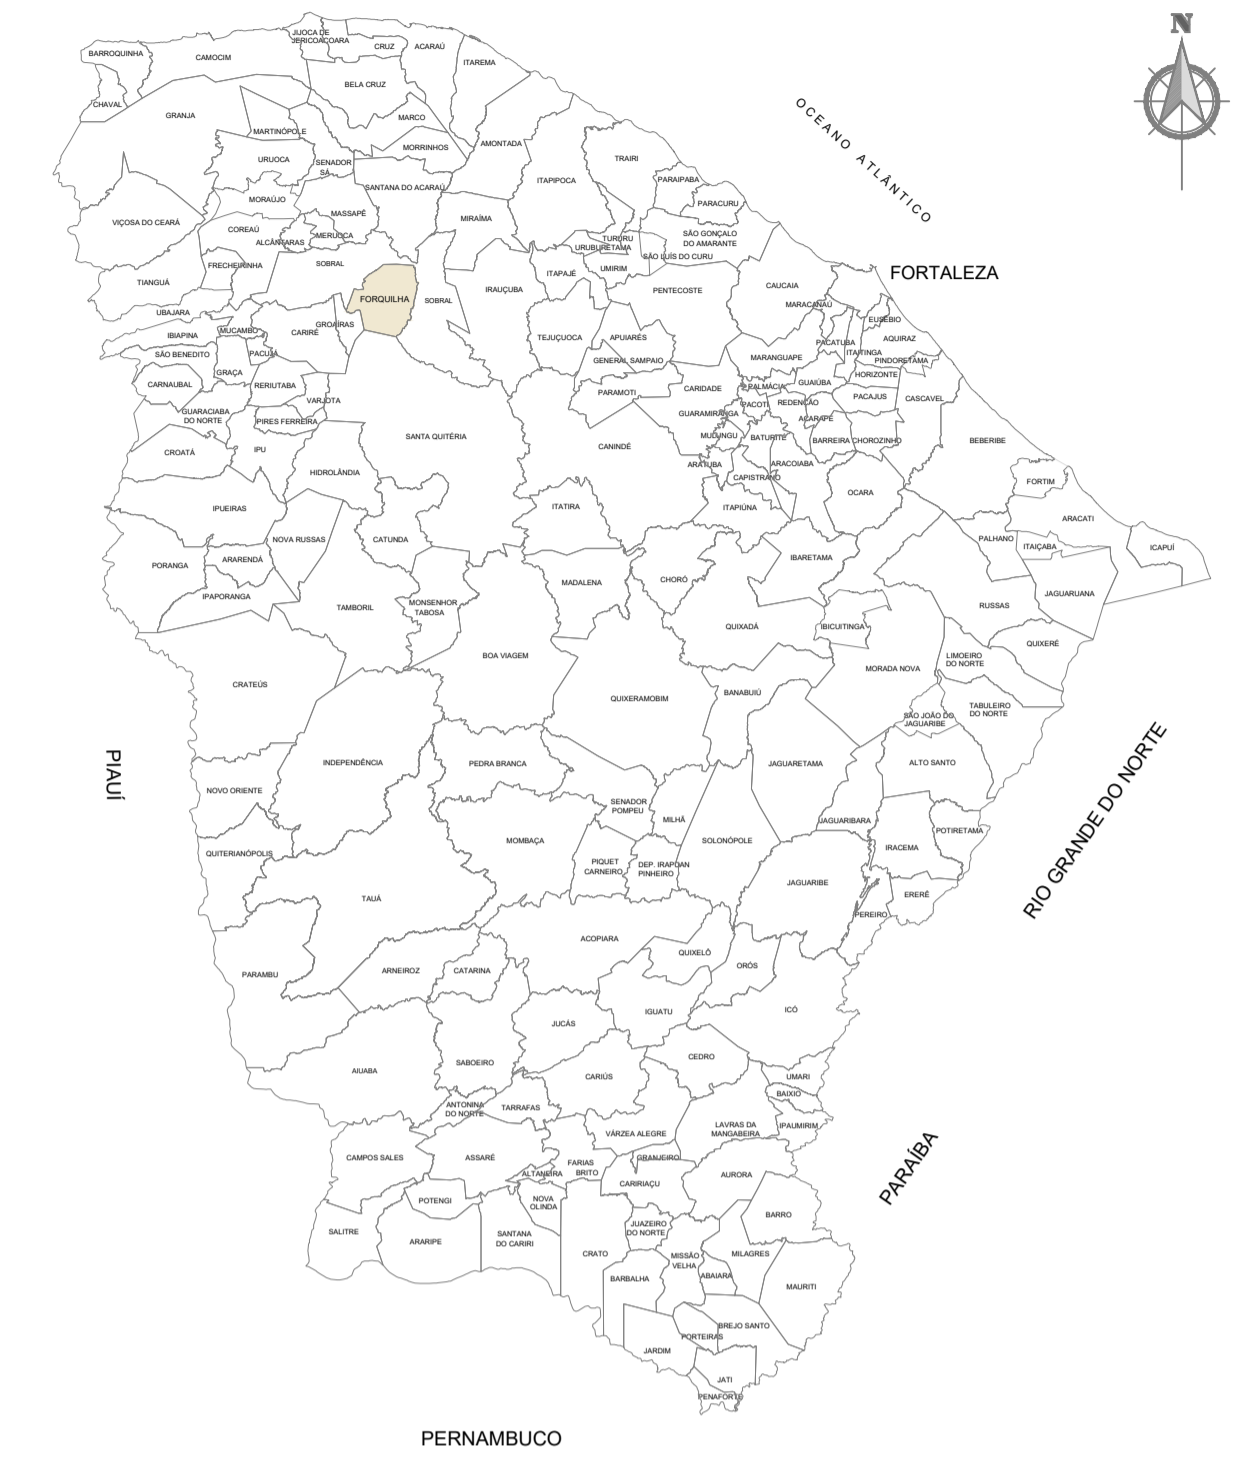 N
JIJOCA DE
JERICOACOARA
CRUZ
ACARAÚ
BARROQUINHA
CAMOCIM
ITAREMA
BELA CRUZ
CHAVAL
GRANJA
MARCO
OCEANO ATLÂNTICO
MARTINÓPOLE
AMONTADA
MORRINHOS
URUOCA
SENADOR
SÁ
TRAIRI
ITAPIPOCA
PARAIPABA
SANTANA DO ACARAÚ
MORAÚJO
PARACURU
MASSAPÊ
MIRAÍMA
VIÇOSA DO CEARÁ
COREAÚ
MERUOCA
ALCÂNTARAS
TURURU
URUBURETAMA
SÃO GONÇALO
DO AMARANTE
SÃO LUÍS DO CURU
FRECHEIRINHA
SOBRAL
UMIRIM
ITAPAJÉ
FORTALEZA
TIANGUÁ
IRAUÇUBA
PENTECOSTE
CAUCAIA
FORQUILHA
SOBRAL
MARACANAÚ
UBAJARA
EUSÉBIO
GROAÍRAS
MUCAMBO
CARIRÉ
IBIAPINA
TEJUÇUOCA
APUIARÉS
PACATUBA
AQUIRAZ
ITAITINGA
SÃO BENEDITO
PACUJÁ
GENERAL SAMPAIO
MARANGUAPE
PINDORETAMA
GRAÇA
HORIZONTE
CARNAUBAL
RERIUTABA
PARAMOTI
CARIDADE
PALMÁCIA
GUAIÚBA
VARJOTA
PACOTI
REDENÇÃO
PACAJUS
CASCAVEL
GUARACIABA
DO NORTE
PIRES FERREIRA
GUARAMIRANGA
ACARAPE
SANTA QUITÉRIA
MULUNGU
BATURITÉ
BARREIRA
CHOROZINHO
BEBERIBE
CROATÁ
IPU
CANINDÉ
ARATUBA
ARACOIABA
HIDROLÂNDIA
CAPISTRANO
FORTIM
OCARA
IPUEIRAS
ITATIRA
ITAPIÚNA
ARACATI
NOVA RUSSAS
CATUNDA
PALHANO
ITAIÇABA
ICAPUÍ
PORANGA
ARARENDÁ
IBARETAMA
MADALENA
CHORÓ
IPAPORANGA
JAGUARUANA
TAMBORIL
MONSENHOR
TABOSA
RUSSAS
QUIXADÁ
IBICUITINGA
QUIXERÉ
BOA VIAGEM
LIMOEIRO
DO NORTE
MORADA NOVA
CRATEÚS
BANABUIÚ
QUIXERAMOBIM
TABULEIRO
DO NORTE
SÃO JOÃO DO
JAGUARIBE
PIAUÍ
INDEPENDÊNCIA
PEDRA BRANCA
JAGUARETAMA
ALTO SANTO
NOVO ORIENTE
RIO GRANDE DO NORTE
SENADOR
POMPEU
MILHÃ
JAGUARIBARA
POTIRETAMA
MOMBAÇA
SOLONÓPOLE
IRACEMA
QUITERIANÓPOLIS
PIQUET
CARNEIRO
DEP. IRAPUAN
PINHEIRO
JAGUARIBE
TAUÁ
ERERÊ
PEREIRO
ACOPIARA
QUIXELÔ
PARAMBU
ARNEIROZ
CATARINA
ORÓS
IGUATU
ICÓ
JUCÁS
CEDRO
SABOEIRO
AIUABA
CARIÚS
UMARI
BAIXIO
ANTONINA
DO NORTE
TARRAFAS
LAVRAS DA
MANGABEIRA
IPAUMIRIM
VÁRZEA ALEGRE
CAMPOS SALES
ASSARÉ
GRANJEIRO
FARIAS
BRITO
ALTANEIRA
AURORA
PARAÍBA
CARIRIAÇU
POTENGI
NOVA
OLINDA
BARRO
JUAZEIRO
DO NORTE
SALITRE
ARARIPE
SANTANA
DO CARIRI
CRATO
MISSÃO
VELHA
MILAGRES
ABAIARA
BARBALHA
MAURITI
BREJO SANTO
PORTEIRAS
JARDIM
JATI
PENAFORTE
PERNAMBUCO